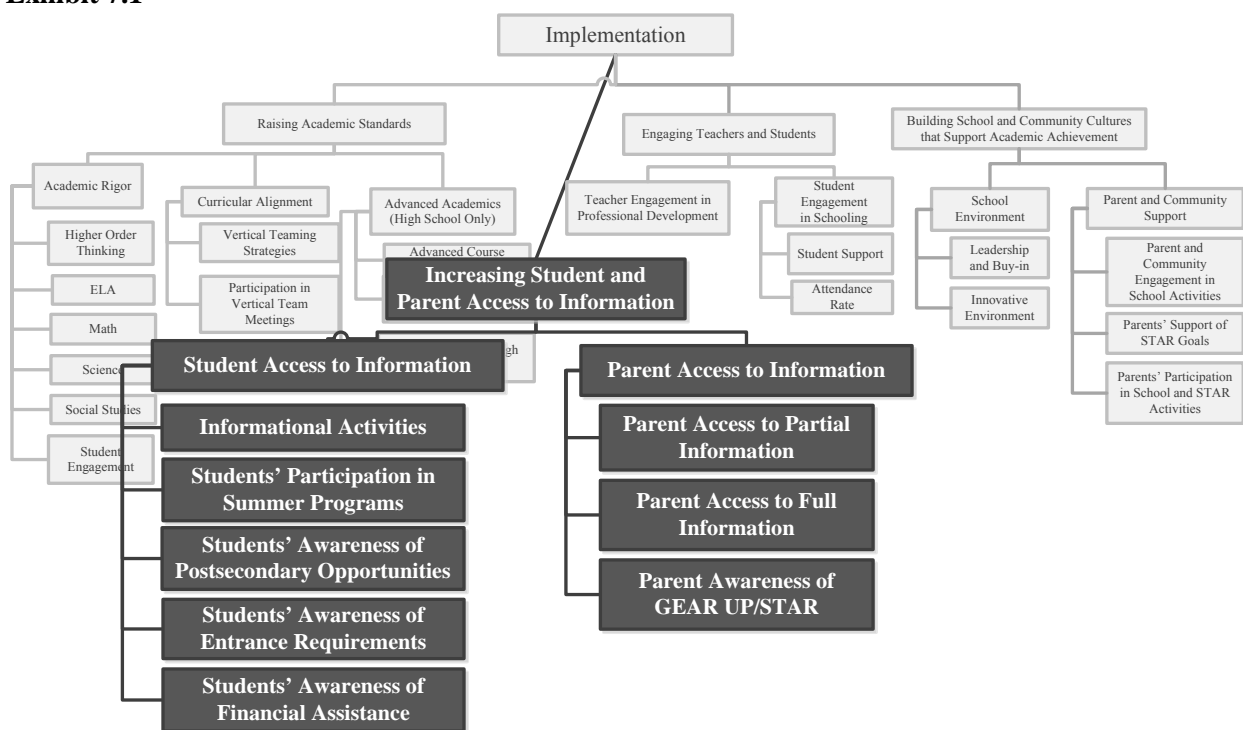 Implementation
Raising Academic Standards
Engaging Teachers and Students
Building School and Community Cultures
that Support Academic Achievement
Academic Rigor
Higher Order
Thinking
ELA
Math
Science
Social Studies
Student
Engagement
Curricular Alignment
Vertical Teaming
Strategies
Participation in
Vertical Team
Meetings
Advanced Academics
(High School Only)
Advanced Course
Teacher Engagement in
Professional Development
Student
Engagement
in Schooling
Student Support
Attendance
Rate
School
Environment
Leadership
and Buy-in
Innovative
Environment
Parent and Community
Support
Parent and
Community
Engagement in
School Activities
Parents’ Support of
STAR Goals
Parents’ Participation
in School and STAR
Activities
Increasing Student and
Parent Access to Information
Student Access to Information
Informational Activities
Students’ Participation in
Summer Programs
Students’ Awareness of
Postsecondary Opportunities
Students’ Awareness of
Entrance Requirements
Students’ Awareness of
Financial Assistance
Parent Access to Information
Parent Access to Partial
Information
Parent Access to Full
Information
Parent Awareness of
GEAR UP/STAR